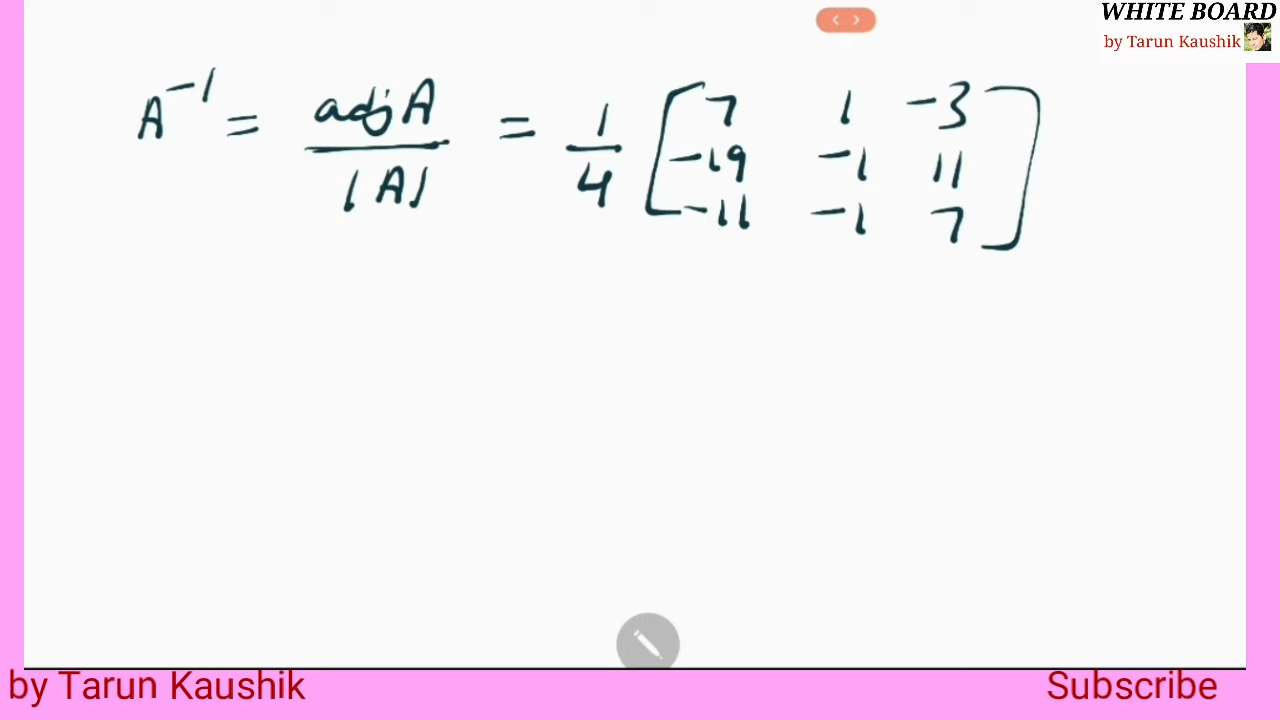 WHITE BOARD
by Tarun Kaushik
A⁻¹ = adjA / |A| = 1/4 [ 7 1 -3
-19 -1 11
-11 -1 7 ]
by Tarun Kaushik Subscribe